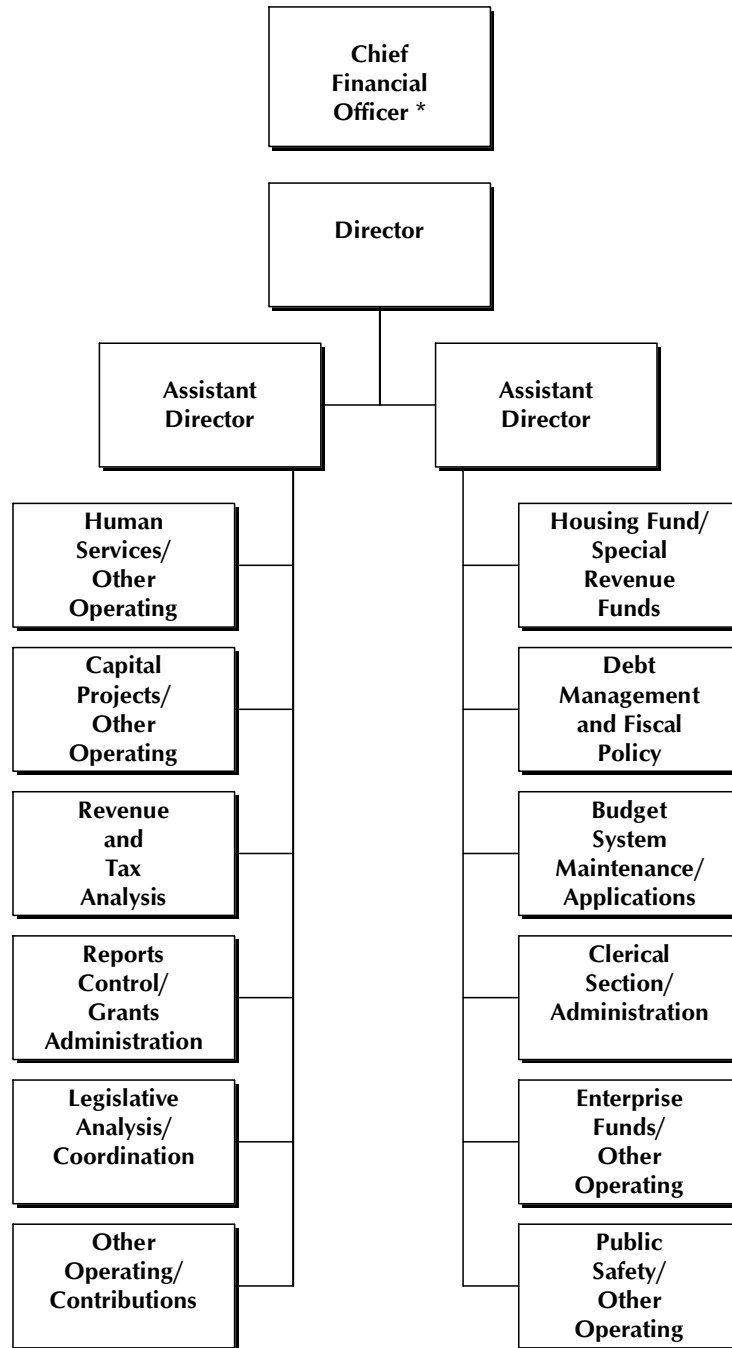 Chief
Financial
Officer *
Director
Assistant
Director
Assistant
Director
Human
Services/
Other
Operating
Housing Fund/
Special
Revenue
Funds
Capital
Projects/
Other
Operating
Debt
Management
and Fiscal
Policy
Revenue
and
Tax
Analysis
Budget
System
Maintenance/
Applications
Reports
Control/
Grants
Administration
Clerical
Section/
Administration
Legislative
Analysis/
Coordination
Enterprise
Funds/
Other
Operating
Other
Operating/
Contributions
Public
Safety/
Other
Operating